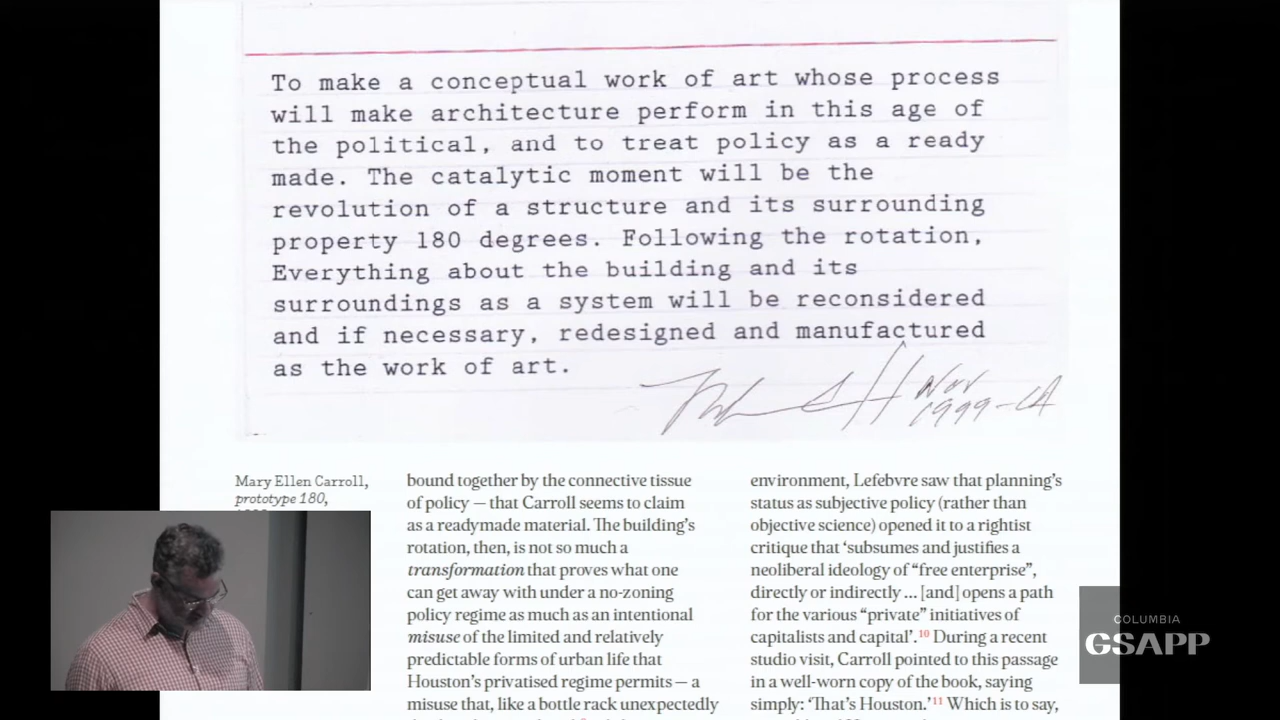 To make a conceptual work of art whose process
will make architecture perform in this age of
the political, and to treat policy as a ready
made. The catalytic moment will be the
revolution of a structure and its surrounding
property 180 degrees. Following the rotation,
Everything about the building and its
surroundings as a system will be reconsidered
and if necessary, redesigned and manufactured
as the work of art.
Nov
1999-
Mary Ellen Carroll,
prototype 180,
bound together by the connective tissue
of policy — that Carroll seems to claim
as a readymade material. The building's
rotation, then, is not so much a
transformation that proves what one
can get away with under a no-zoning
policy regime as much as an intentional
misuse of the limited and relatively
predictable forms of urban life that
Houston's privatised regime permits — a
misuse that, like a bottle rack unexpectedly
environment, Lefebvre saw that planning's
status as subjective policy (rather than
objective science) opened it to a rightist
critique that 'subsumes and justifies a
neoliberal ideology of "free enterprise",
directly or indirectly ... [and] opens a path
for the various "private" initiatives of
capitalists and capital'.10 During a recent
studio visit, Carroll pointed to this passage
in a well-worn copy of the book, saying
simply: 'That's Houston.'11 Which is to say,
COLUMBIA
GSAPP